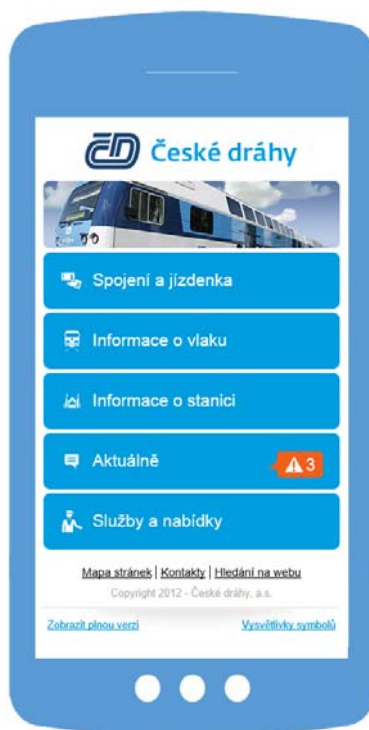 ČD České dráhy
Spojení a jízdenka
Informace o vlaku
Informace o stanici
Aktuálně 3
Služby a nabídky
Mapa stránek | Kontakty | Hledání na webu
Copyright 2012 - České dráhy, a.s.
Zobrazit plnou verzi Vysvětlivky symbolů